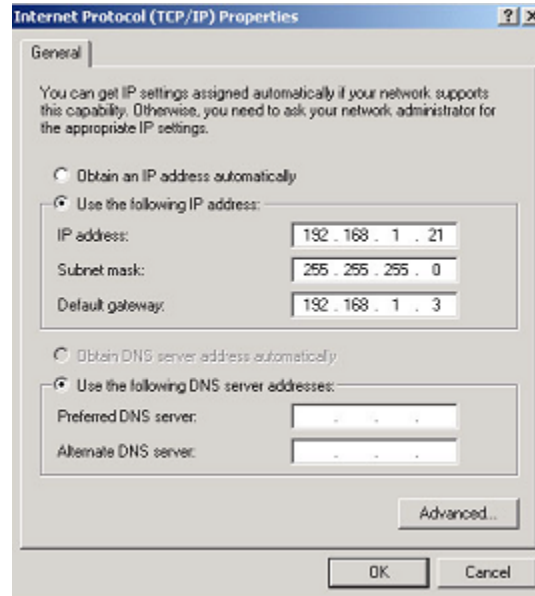 Internet Protocol (TCP/IP) Properties
General
You can get IP settings assigned automatically if your network supports
this capability. Otherwise, you need to ask your network administrator for
the appropriate IP settings.
Obtain an IP address automatically
Use the following IP address:
IP address: 192 . 168 . 1 . 21
Subnet mask: 255 . 255 . 255 . 0
Default gateway: 192 . 168 . 1 . 3
Obtain DNS server address automatically
Use the following DNS server addresses:
Preferred DNS server: . . .
Alternate DNS server: . . .
Advanced...
OK Cancel